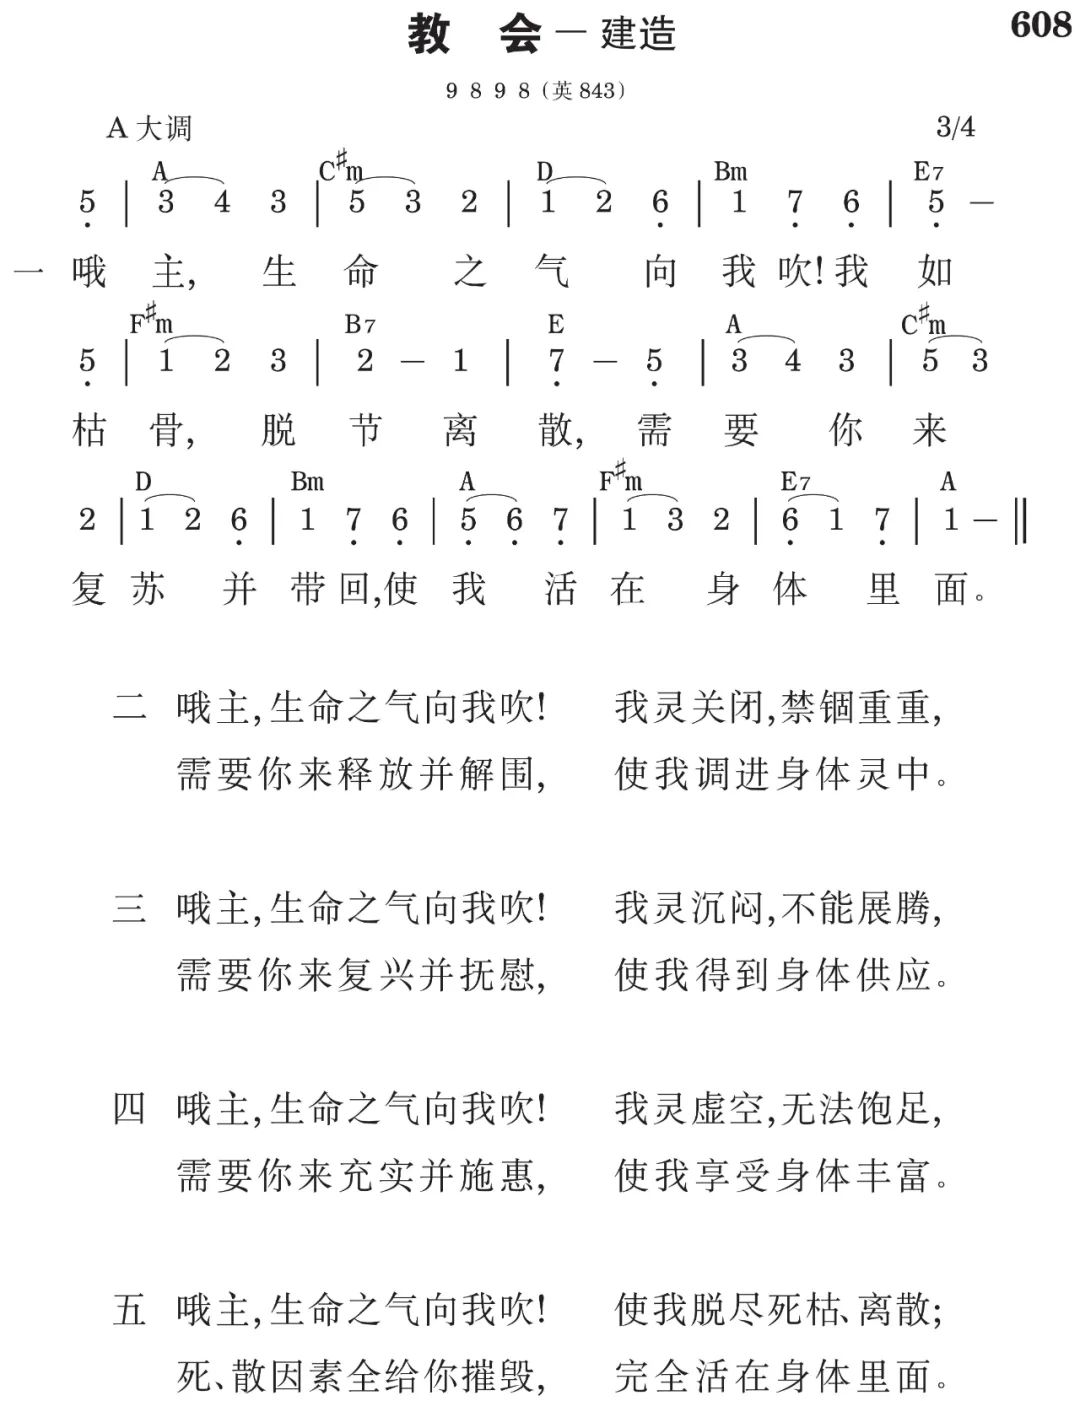 教 会 — 建造
608
9 8 9 8 (英 843)
A 大调 3/4
A C♯m D Bm E7
5̣ | 3 4 3 | 5 3 2 | 1 2 6̣ | 1 7̣ 6̣ | 5̣ —
一 哦 主, 生 命 之 气 向 我 吹! 我 如
F♯m B7 E A C♯m
5̣ | 1 2 3 | 2 — 1 | 7̣ — 5̣ | 3 4 3 | 5 3
枯 骨, 脱 节 离 散, 需 要 你 来
D Bm A F♯m E7 A
2 | 1 2 6̣ | 1 7̣ 6̣ | 5̣ 6̣ 7̣ | 1 3 2 | 6̣ 1 7̣ | 1 — ‖
复 苏 并 带 回, 使 我 活 在 身 体 里 面。
二 哦主,生命之气向我吹! 我灵关闭,禁锢重重,
需要你来释放并解围, 使我调进身体灵中。
三 哦主,生命之气向我吹! 我灵沉闷,不能展腾,
需要你来复兴并抚慰, 使我得到身体供应。
四 哦主,生命之气向我吹! 我灵虚空,无法饱足,
需要你来充实并施惠, 使我享受身体丰富。
五 哦主,生命之气向我吹! 使我脱尽死枯、离散;
死、散因素全给你摧毁, 完全活在身体里面。